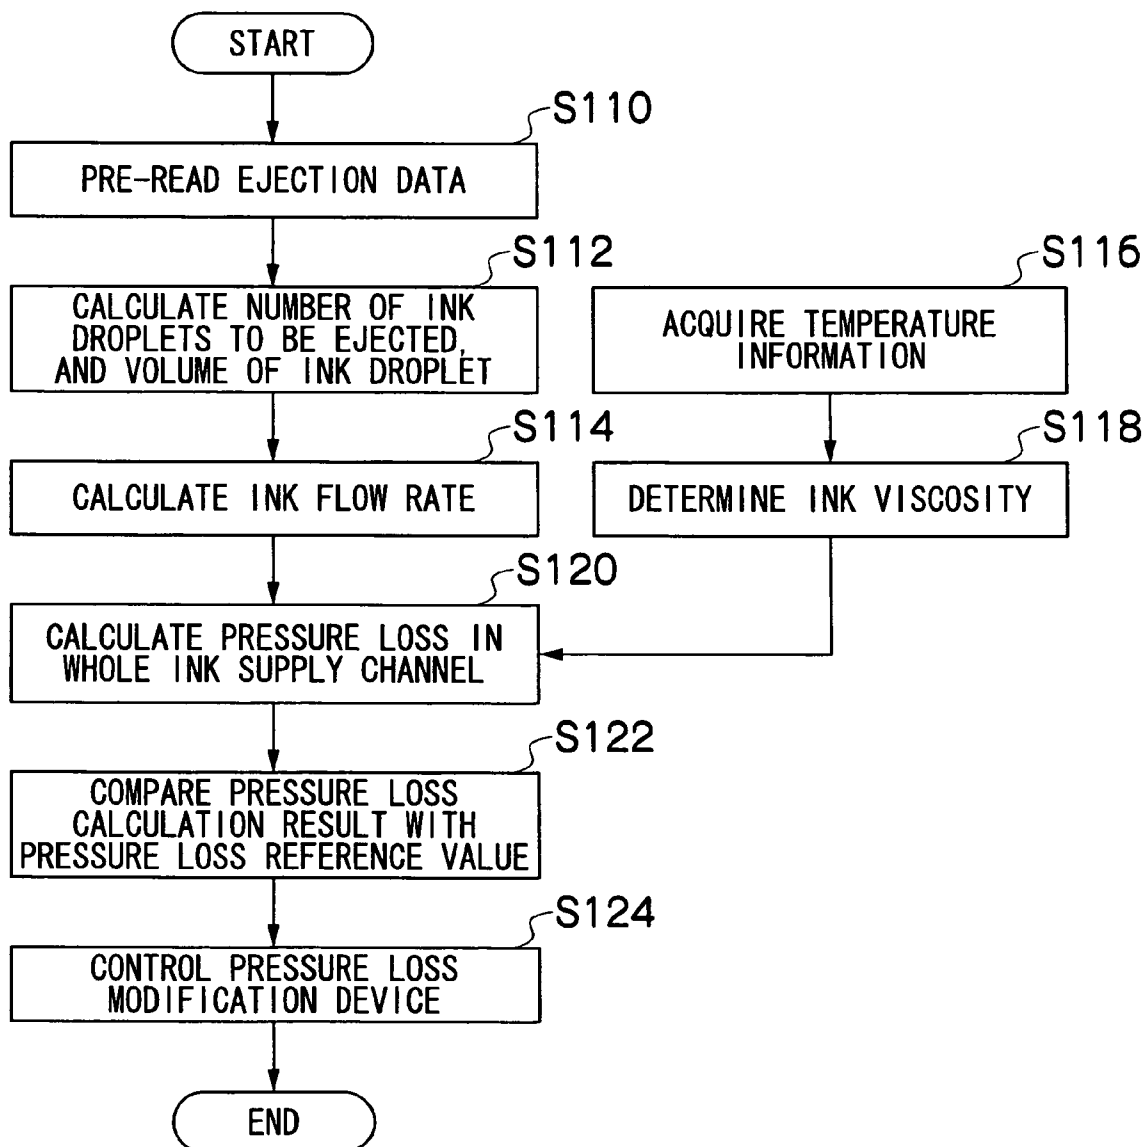 START
S110
PRE-READ EJECTION DATA
S112
CALCULATE NUMBER OF INK
DROPLETS TO BE EJECTED,
AND VOLUME OF INK DROPLET
S116
ACQUIRE TEMPERATURE
INFORMATION
S114
CALCULATE INK FLOW RATE
S118
DETERMINE INK VISCOSITY
S120
CALCULATE PRESSURE LOSS IN
WHOLE INK SUPPLY CHANNEL
S122
COMPARE PRESSURE LOSS
CALCULATION RESULT WITH
PRESSURE LOSS REFERENCE VALUE
S124
CONTROL PRESSURE LOSS
MODIFICATION DEVICE
END